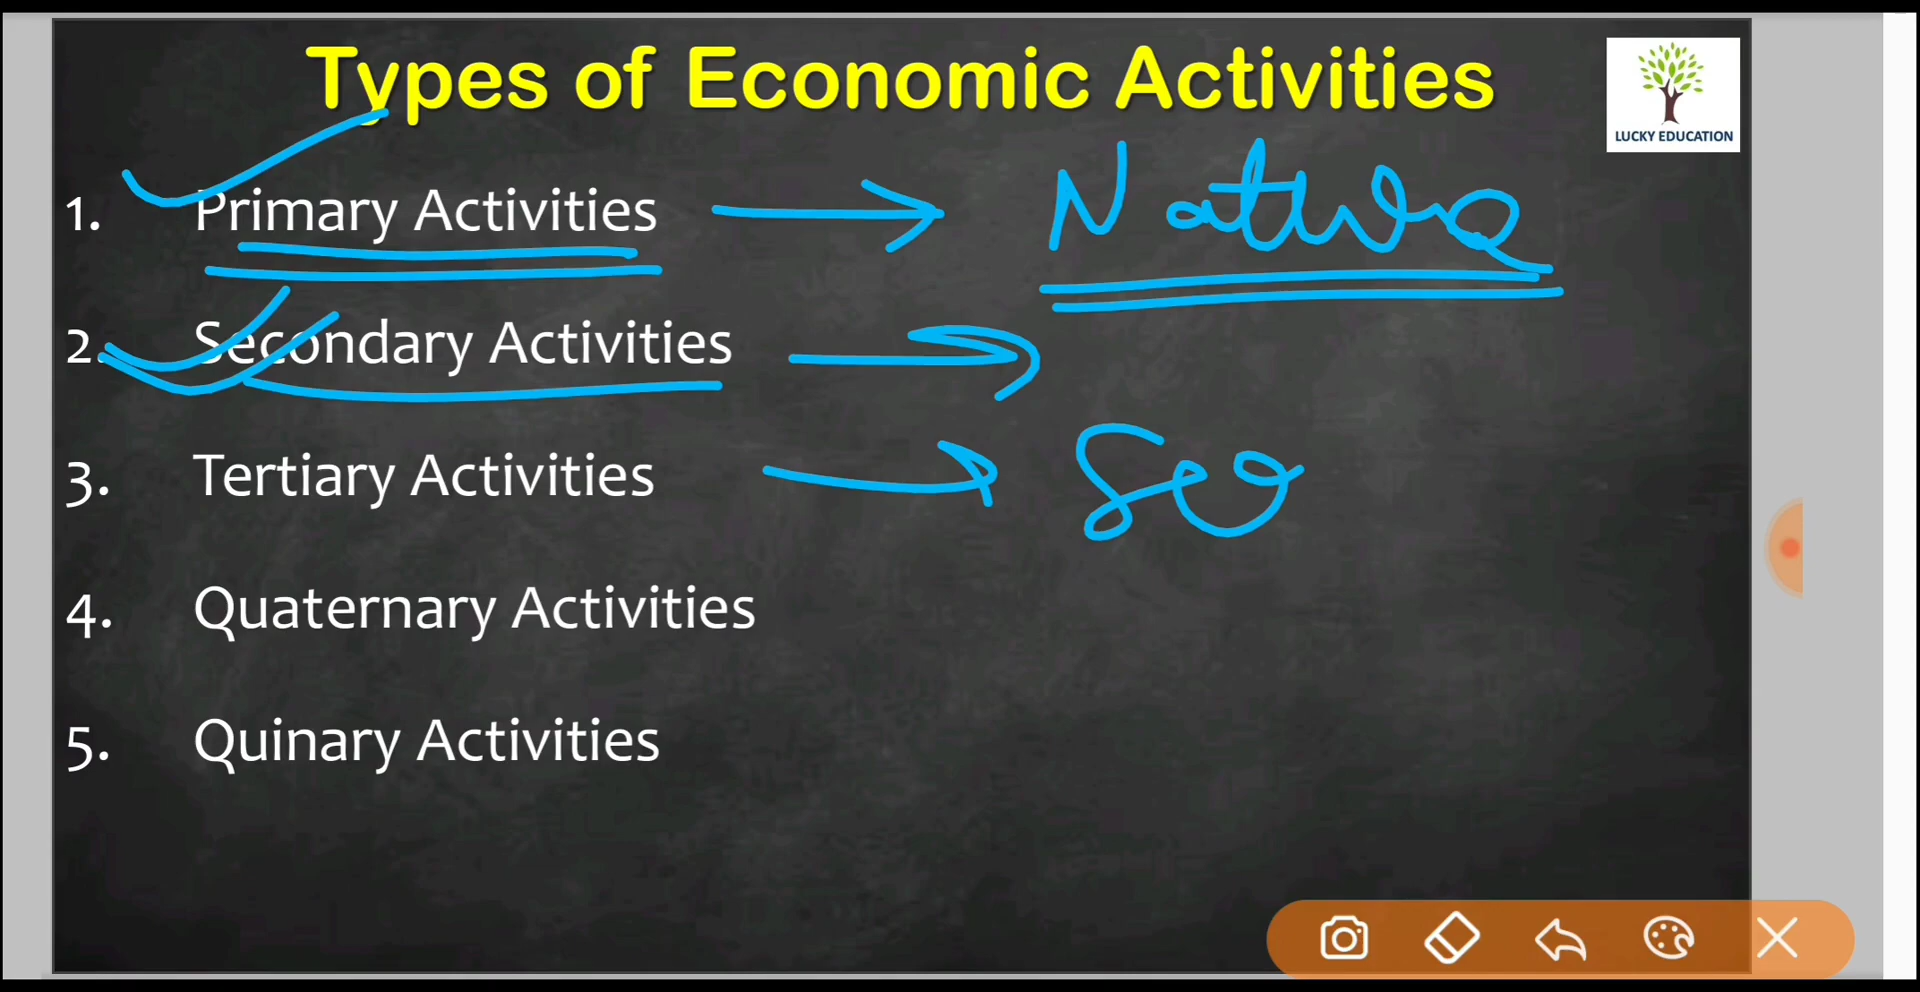 Types of Economic Activities
LUCKY EDUCATION
1. Primary Activities → Nature
2. Secondary Activities →
3. Tertiary Activities → Ser
4. Quaternary Activities
5. Quinary Activities